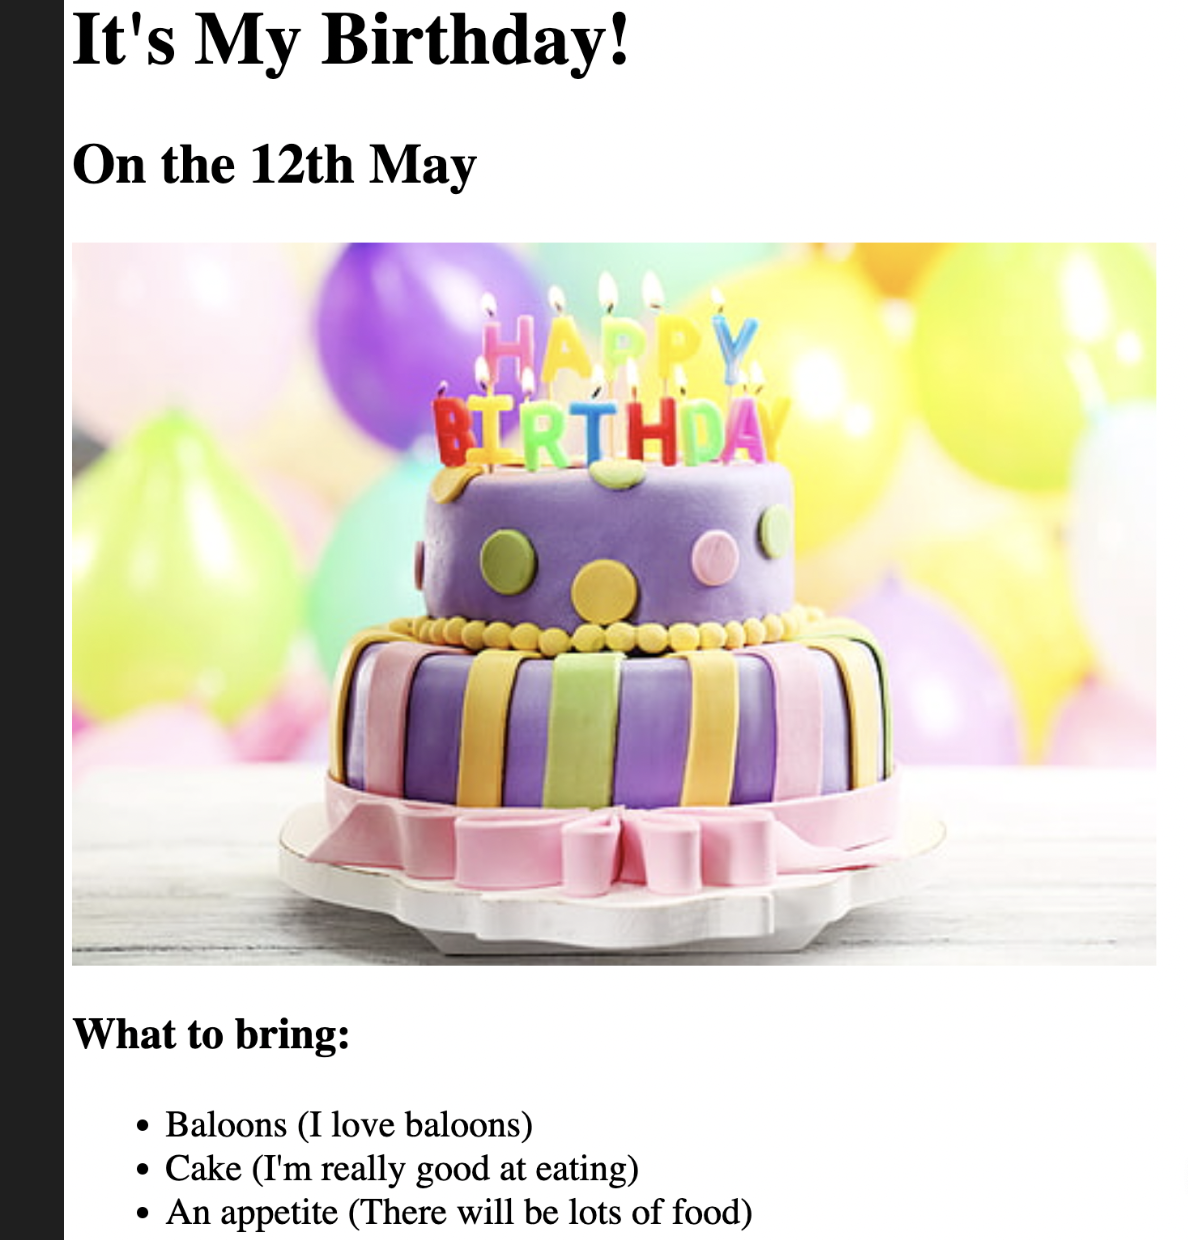 It's My Birthday!
On the 12th May
HAPPY
BIRTHDAY
What to bring:
• Baloons (I love baloons)
• Cake (I'm really good at eating)
• An appetite (There will be lots of food)